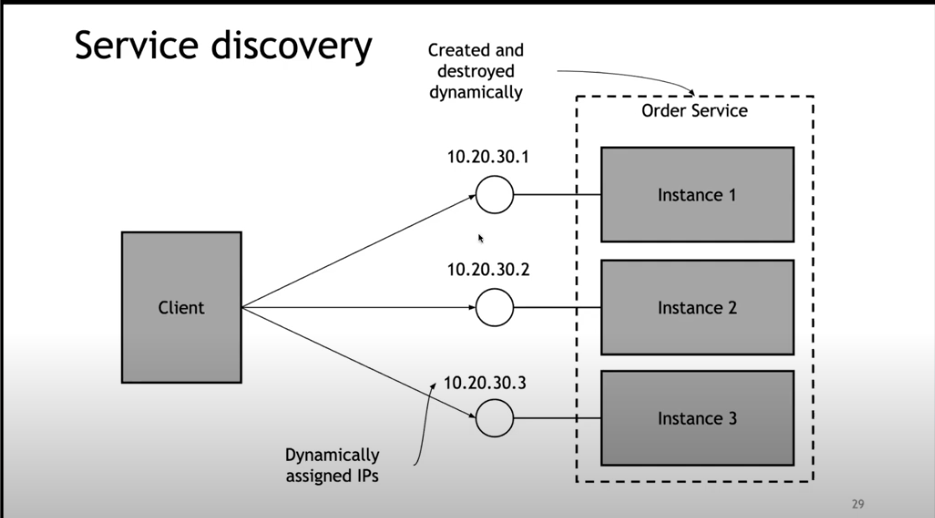 Service discovery
Created and
destroyed
dynamically
Order Service
10.20.30.1
Instance 1
10.20.30.2
Client
Instance 2
10.20.30.3
Instance 3
Dynamically
assigned IPs
29